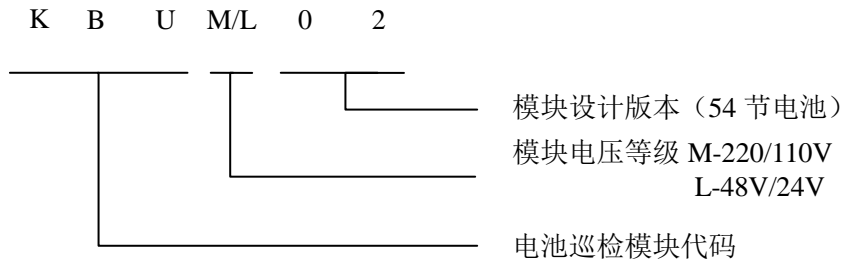 K B U M/L 0 2
模块设计版本（54 节电池）
模块电压等级 M-220/110V
L-48V/24V
电池巡检模块代码